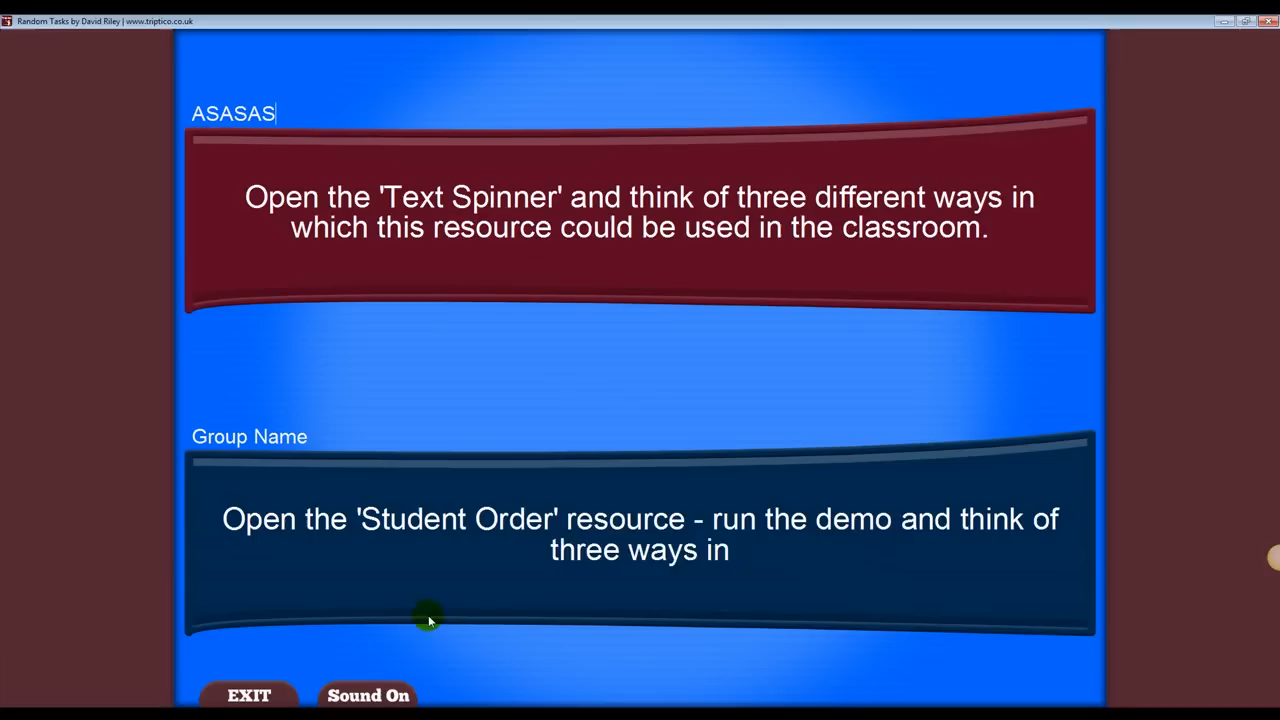 Random Tasks by David Riley | www.triptico.co.uk
ASASAS
Open the 'Text Spinner' and think of three different ways in
which this resource could be used in the classroom.
Group Name
Open the 'Student Order' resource - run the demo and think of
three ways in
EXIT
Sound On